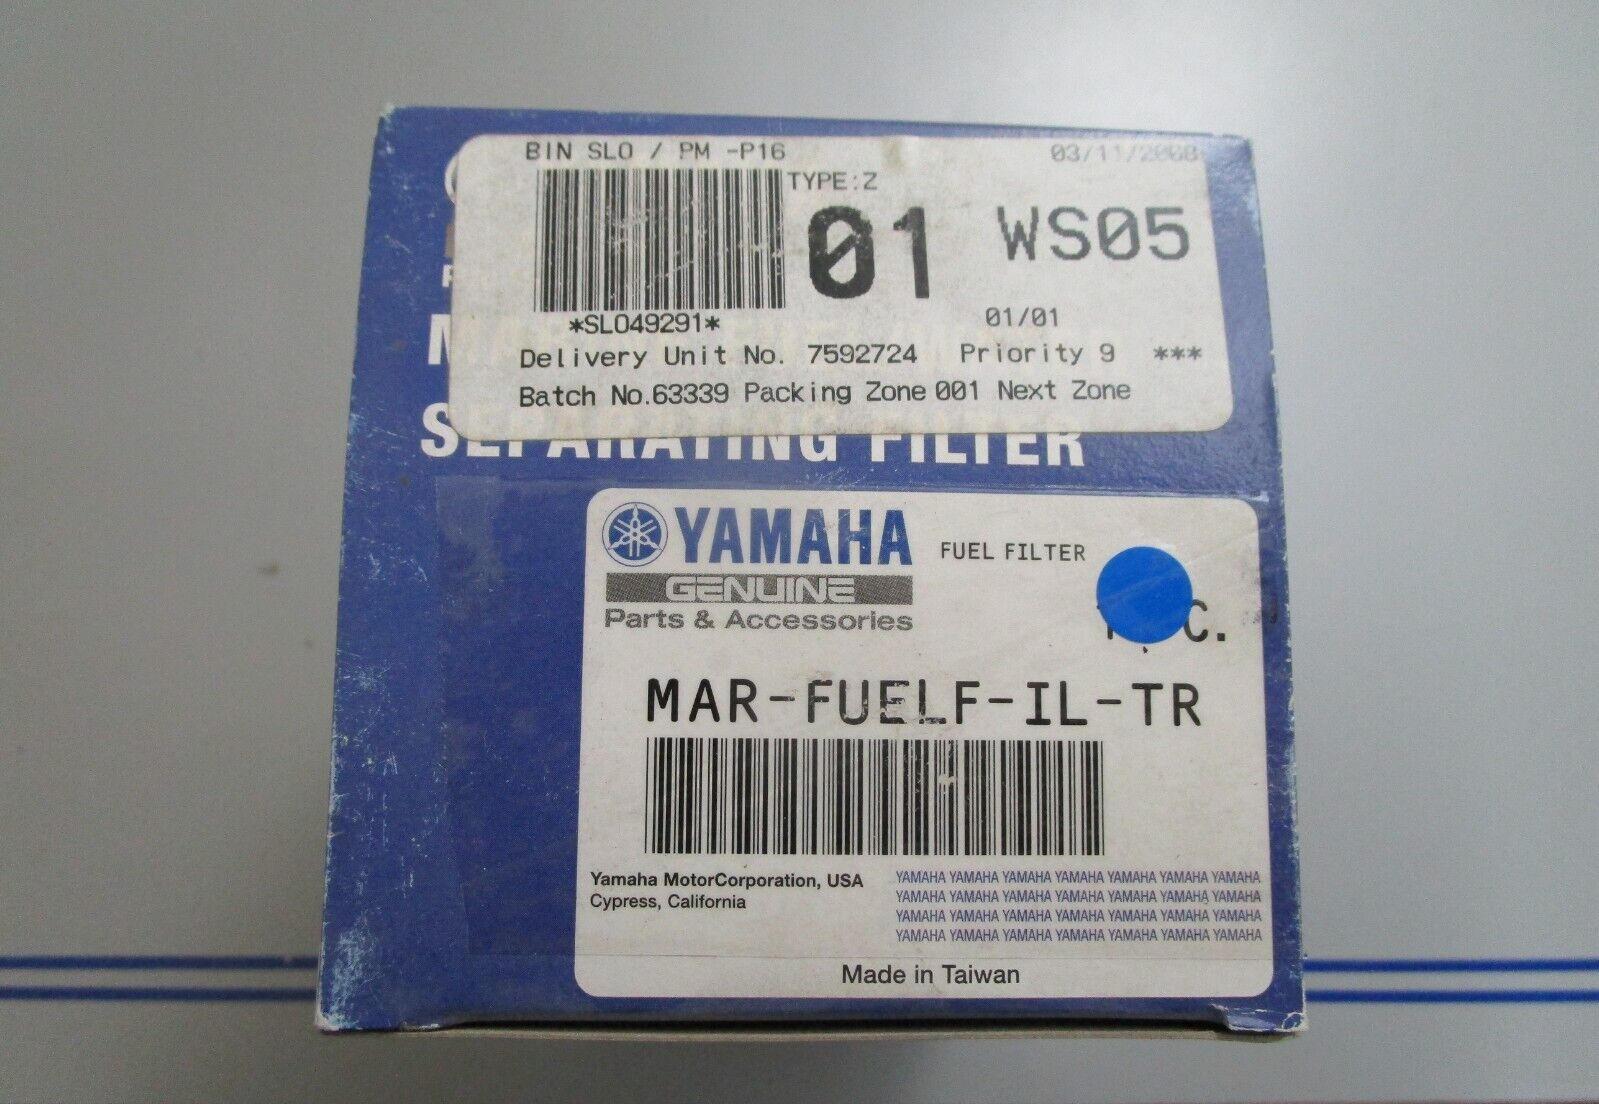 BIN SLO / PM -P16
03/11/2008
TYPE:Z
01 WS05
*SL049291*
01/01
Delivery Unit No. 7592724 Priority 9 ***
Batch No.63339 Packing Zone 001 Next Zone
SEPARATING FILTER
YAMAHA
FUEL FILTER
GENUINE
Parts & Accessories
C.
MAR-FUELF-IL-TR
Yamaha MotorCorporation, USA
Cypress, California
YAMAHA YAMAHA YAMAHA YAMAHA YAMAHA YAMAHA YAMAHA
YAMAHA YAMAHA YAMAHA YAMAHA YAMAHA YAMAHA YAMAHA
YAMAHA YAMAHA YAMAHA YAMAHA YAMAHA YAMAHA YAMAHA
YAMAHA YAMAHA YAMAHA YAMAHA YAMAHA YAMAHA YAMAHA
Made in Taiwan